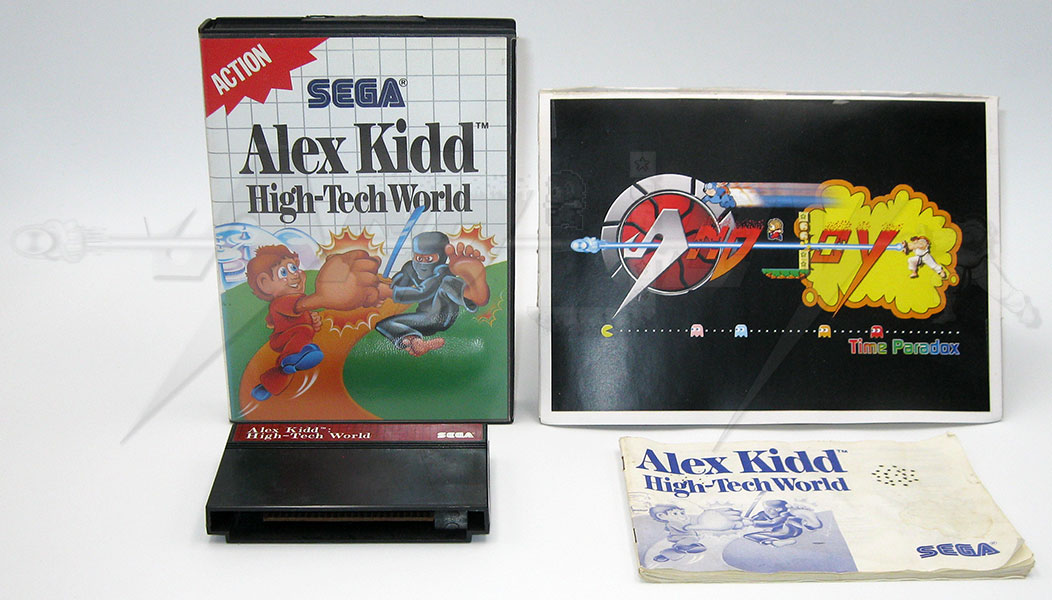 ACTION
SEGA®
Alex Kidd™
High-Tech World
Alex Kidd™:
High-Tech World
SEGA
Time Paradox
Alex Kidd™
High-Tech World
SEGA®